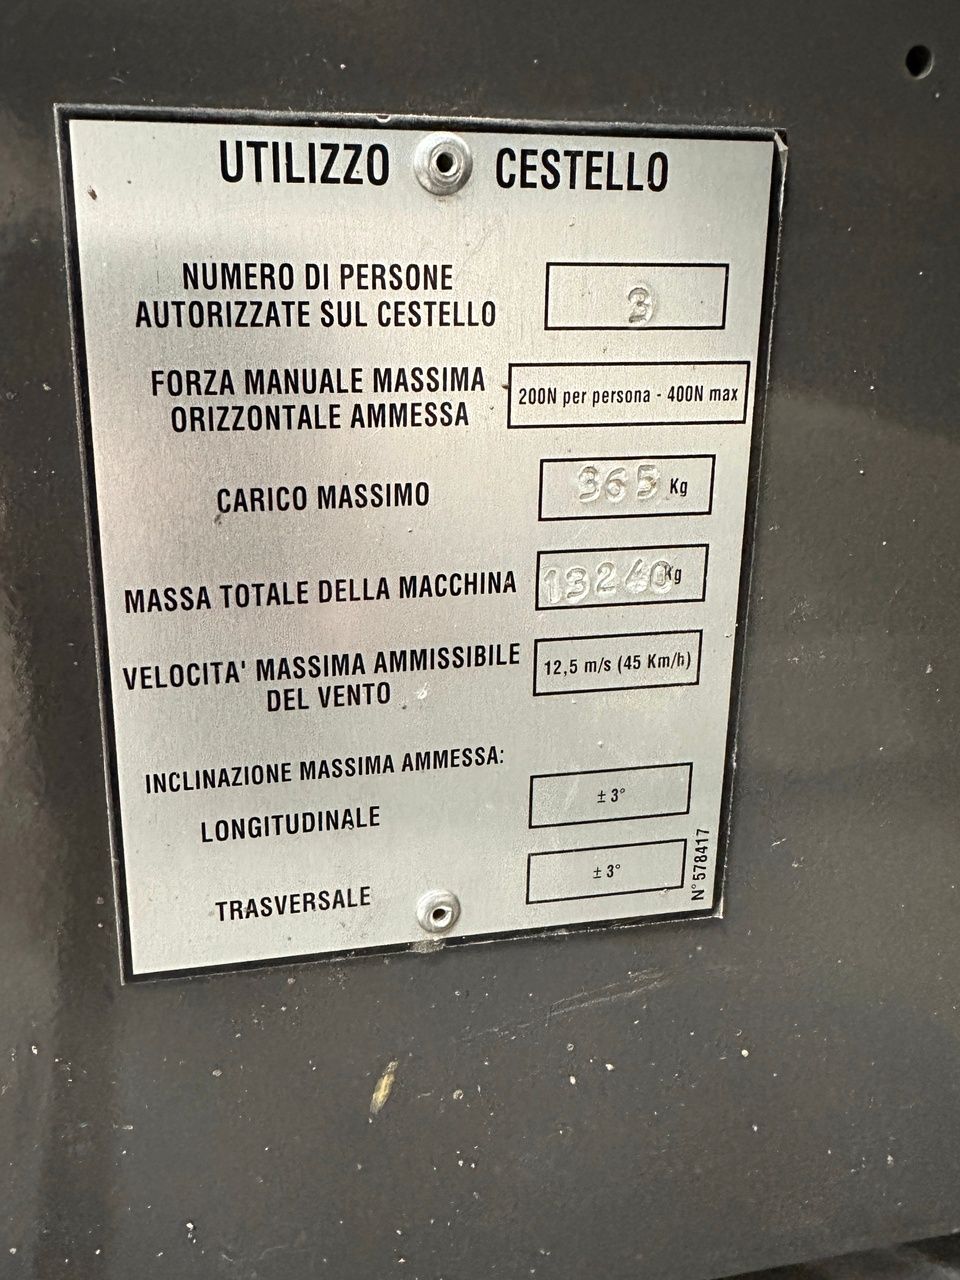 UTILIZZO CESTELLO
NUMERO DI PERSONE
AUTORIZZATE SUL CESTELLO
3
FORZA MANUALE MASSIMA
ORIZZONTALE AMMESSA
200N per persona - 400N max
CARICO MASSIMO
365 Kg
MASSA TOTALE DELLA MACCHINA
13260 Kg
VELOCITA' MASSIMA AMMISSIBILE
DEL VENTO
12,5 m/s (45 Km/h)
INCLINAZIONE MASSIMA AMMESSA:
LONGITUDINALE
± 3°
TRASVERSALE
± 3°
N° 578417